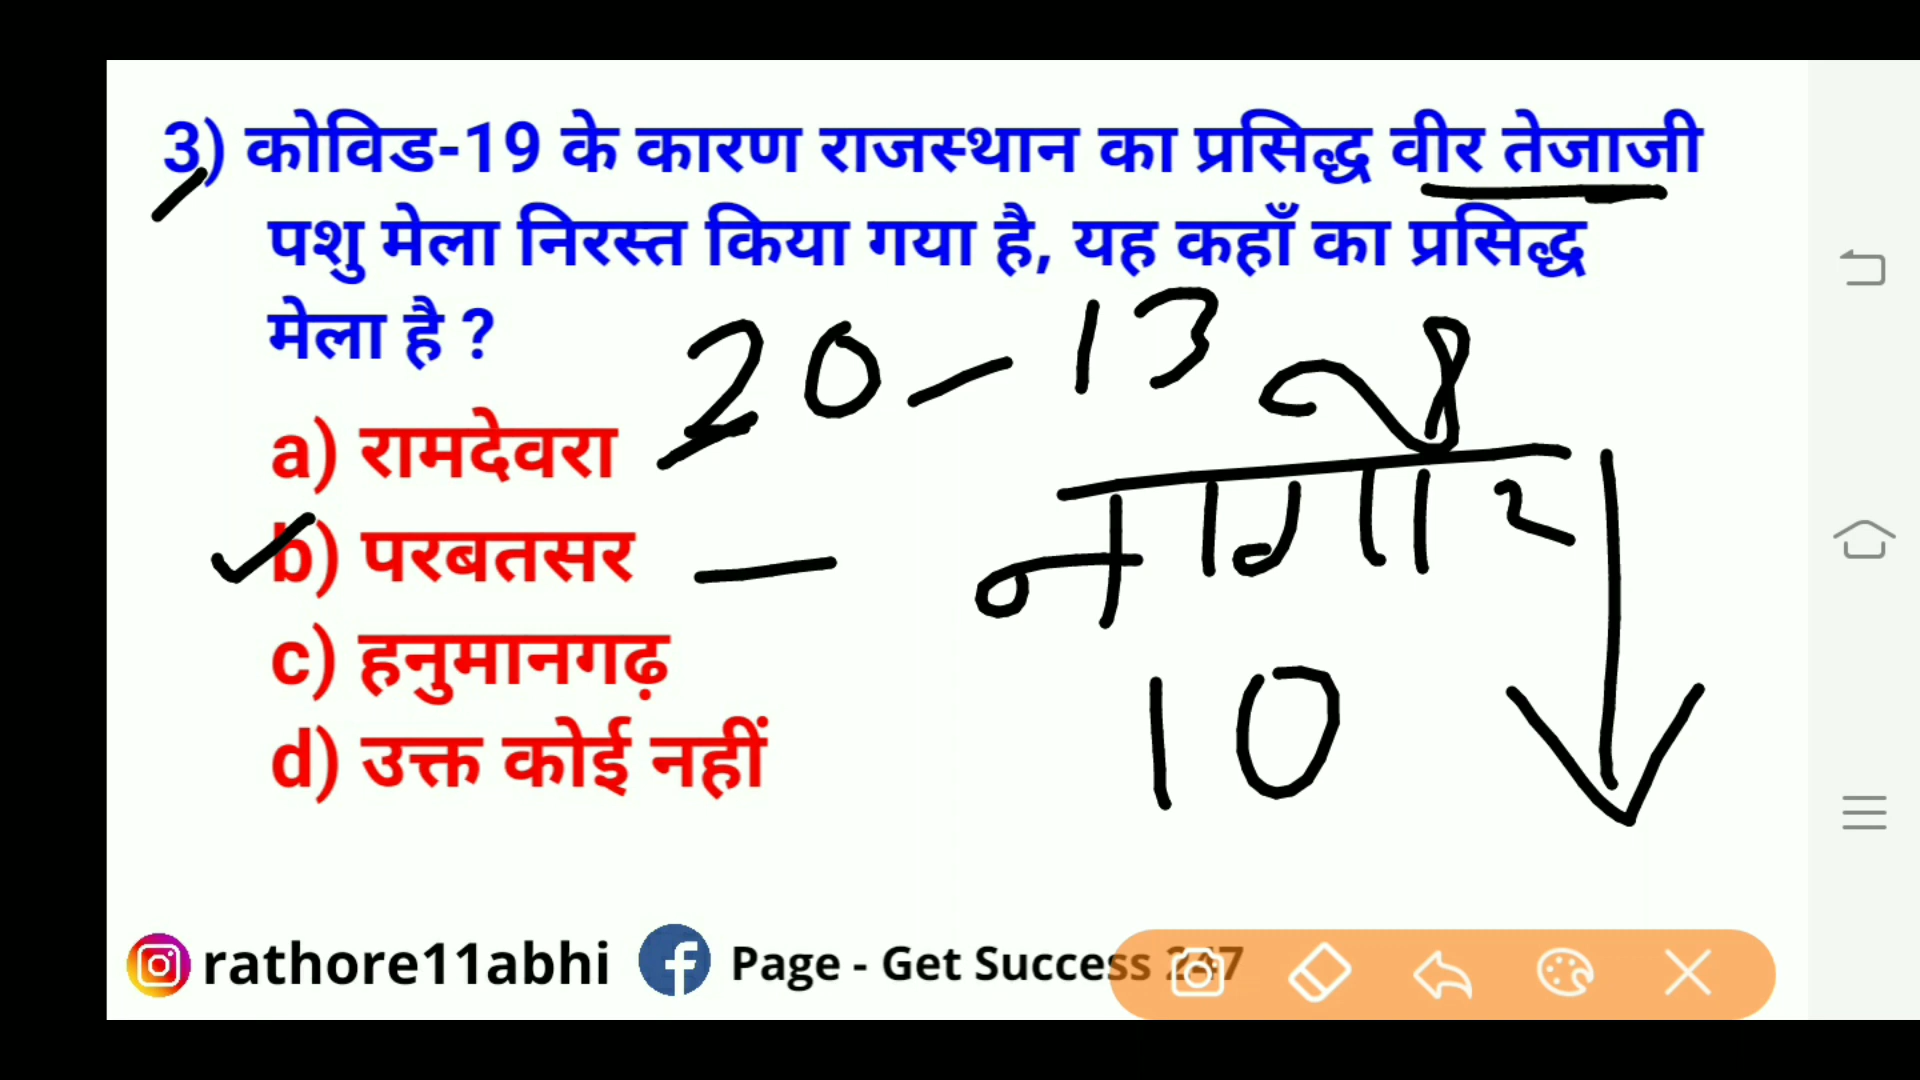 3) कोविड-19 के कारण राजस्थान का प्रसिद्ध वीर तेजाजी
पशु मेला निरस्त किया गया है, यह कहाँ का प्रसिद्ध
मेला है ?
20-13
a) रामदेवरा
b) परबतसर - नागौर
c) हनुमानगढ़
10
d) उक्त कोई नहीं
rathore11abhi Page - Get Success 247